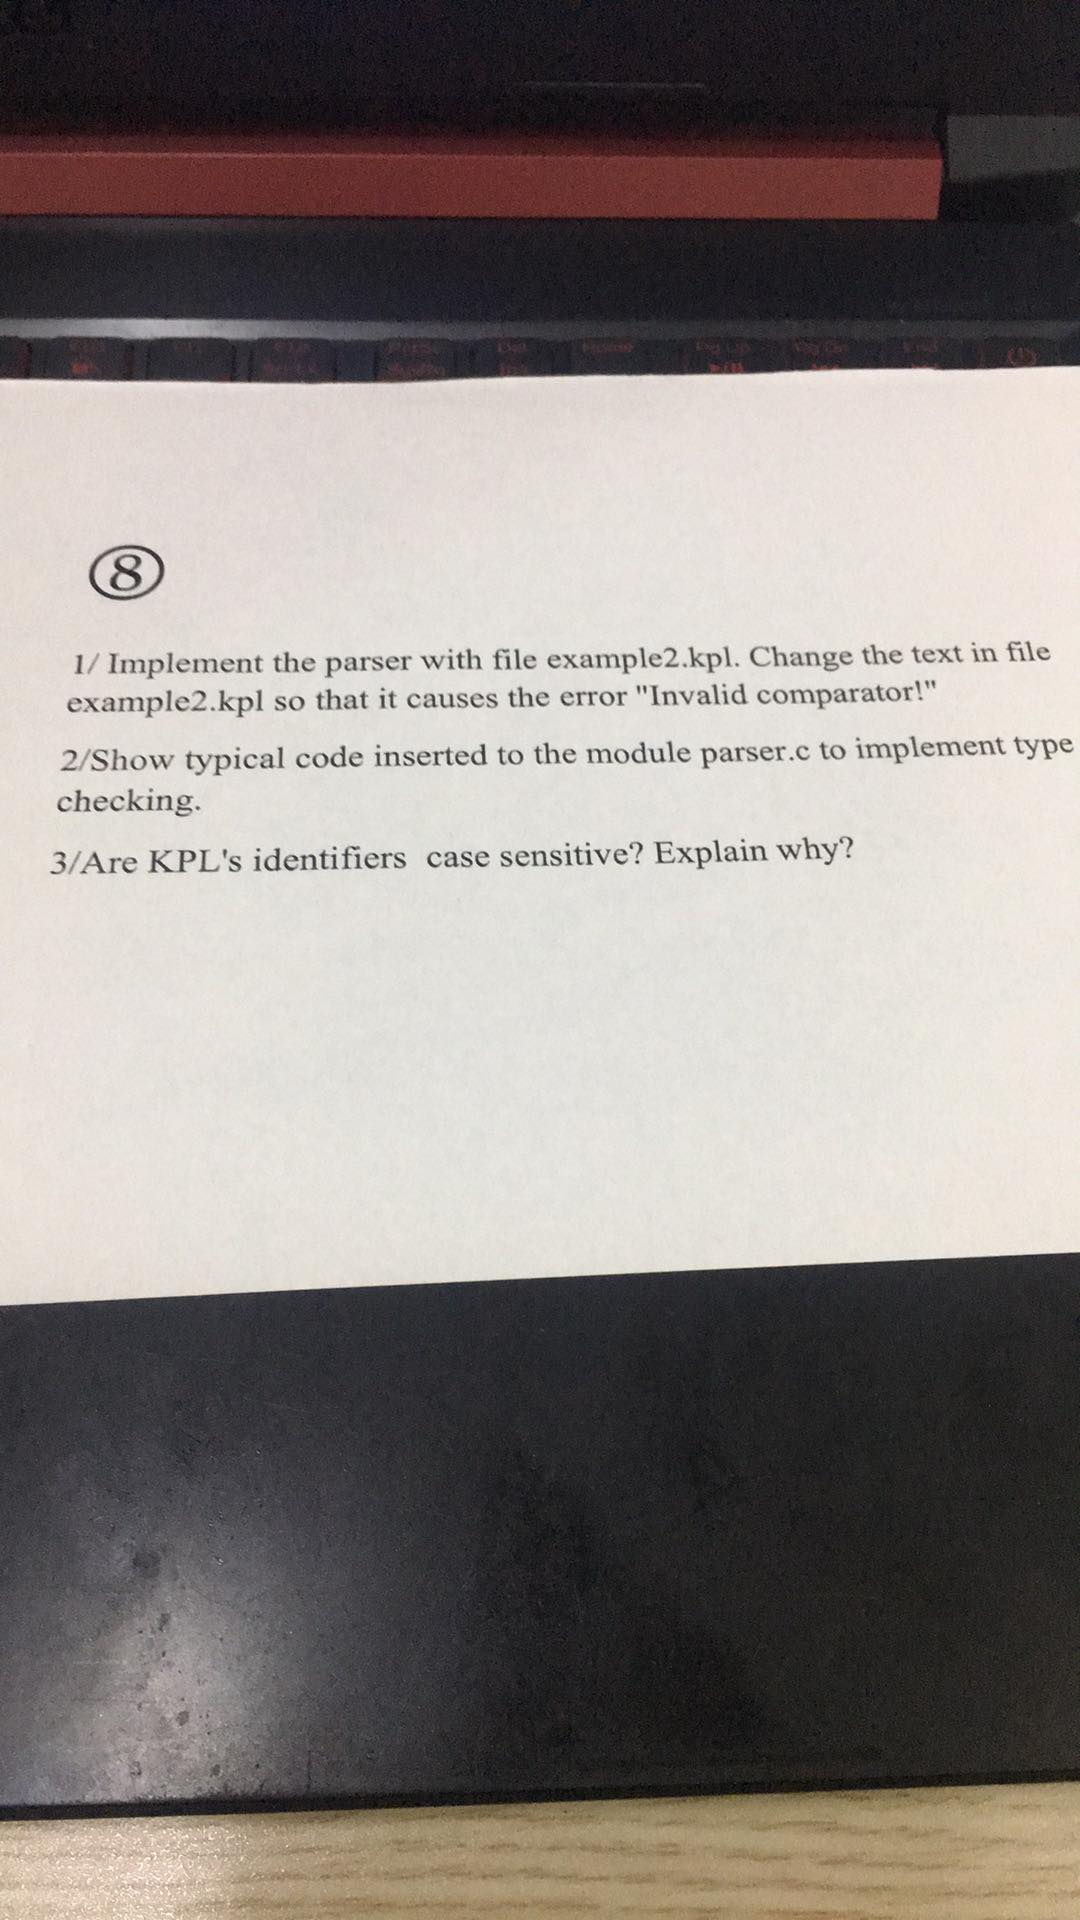 8
1/ Implement the parser with file example2.kpl. Change the text in file
example2.kpl so that it causes the error "Invalid comparator!"
2/Show typical code inserted to the module parser.c to implement type
checking.
3/Are KPL's identifiers case sensitive? Explain why?